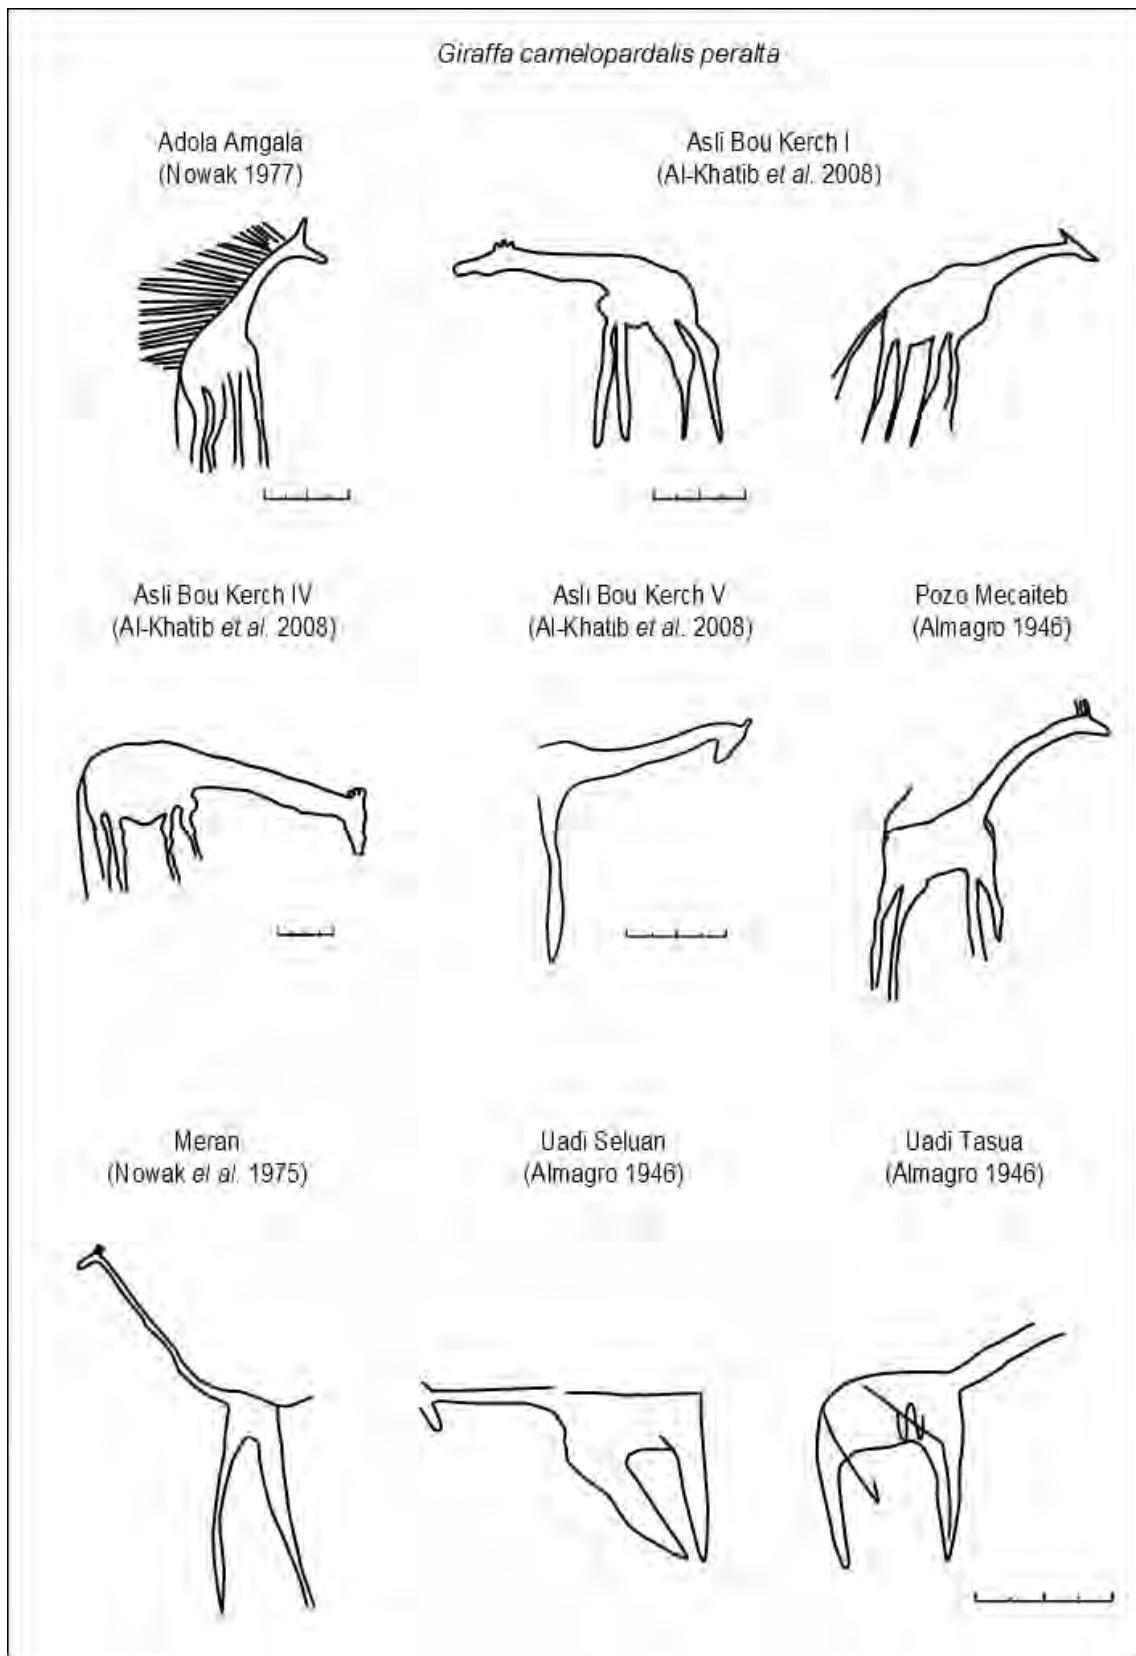 Giraffa camelopardalis peralta
Adola Amgala
(Nowak 1977)
Asli Bou Kerch I
(Al-Khatib et al. 2008)
Asli Bou Kerch IV
(Al-Khatib et al. 2008)
Asli Bou Kerch V
(Al-Khatib et al. 2008)
Pozo Mecaiteb
(Almagro 1946)
Meran
(Nowak et al. 1975)
Uadi Seluan
(Almagro 1946)
Uadi Tasua
(Almagro 1946)